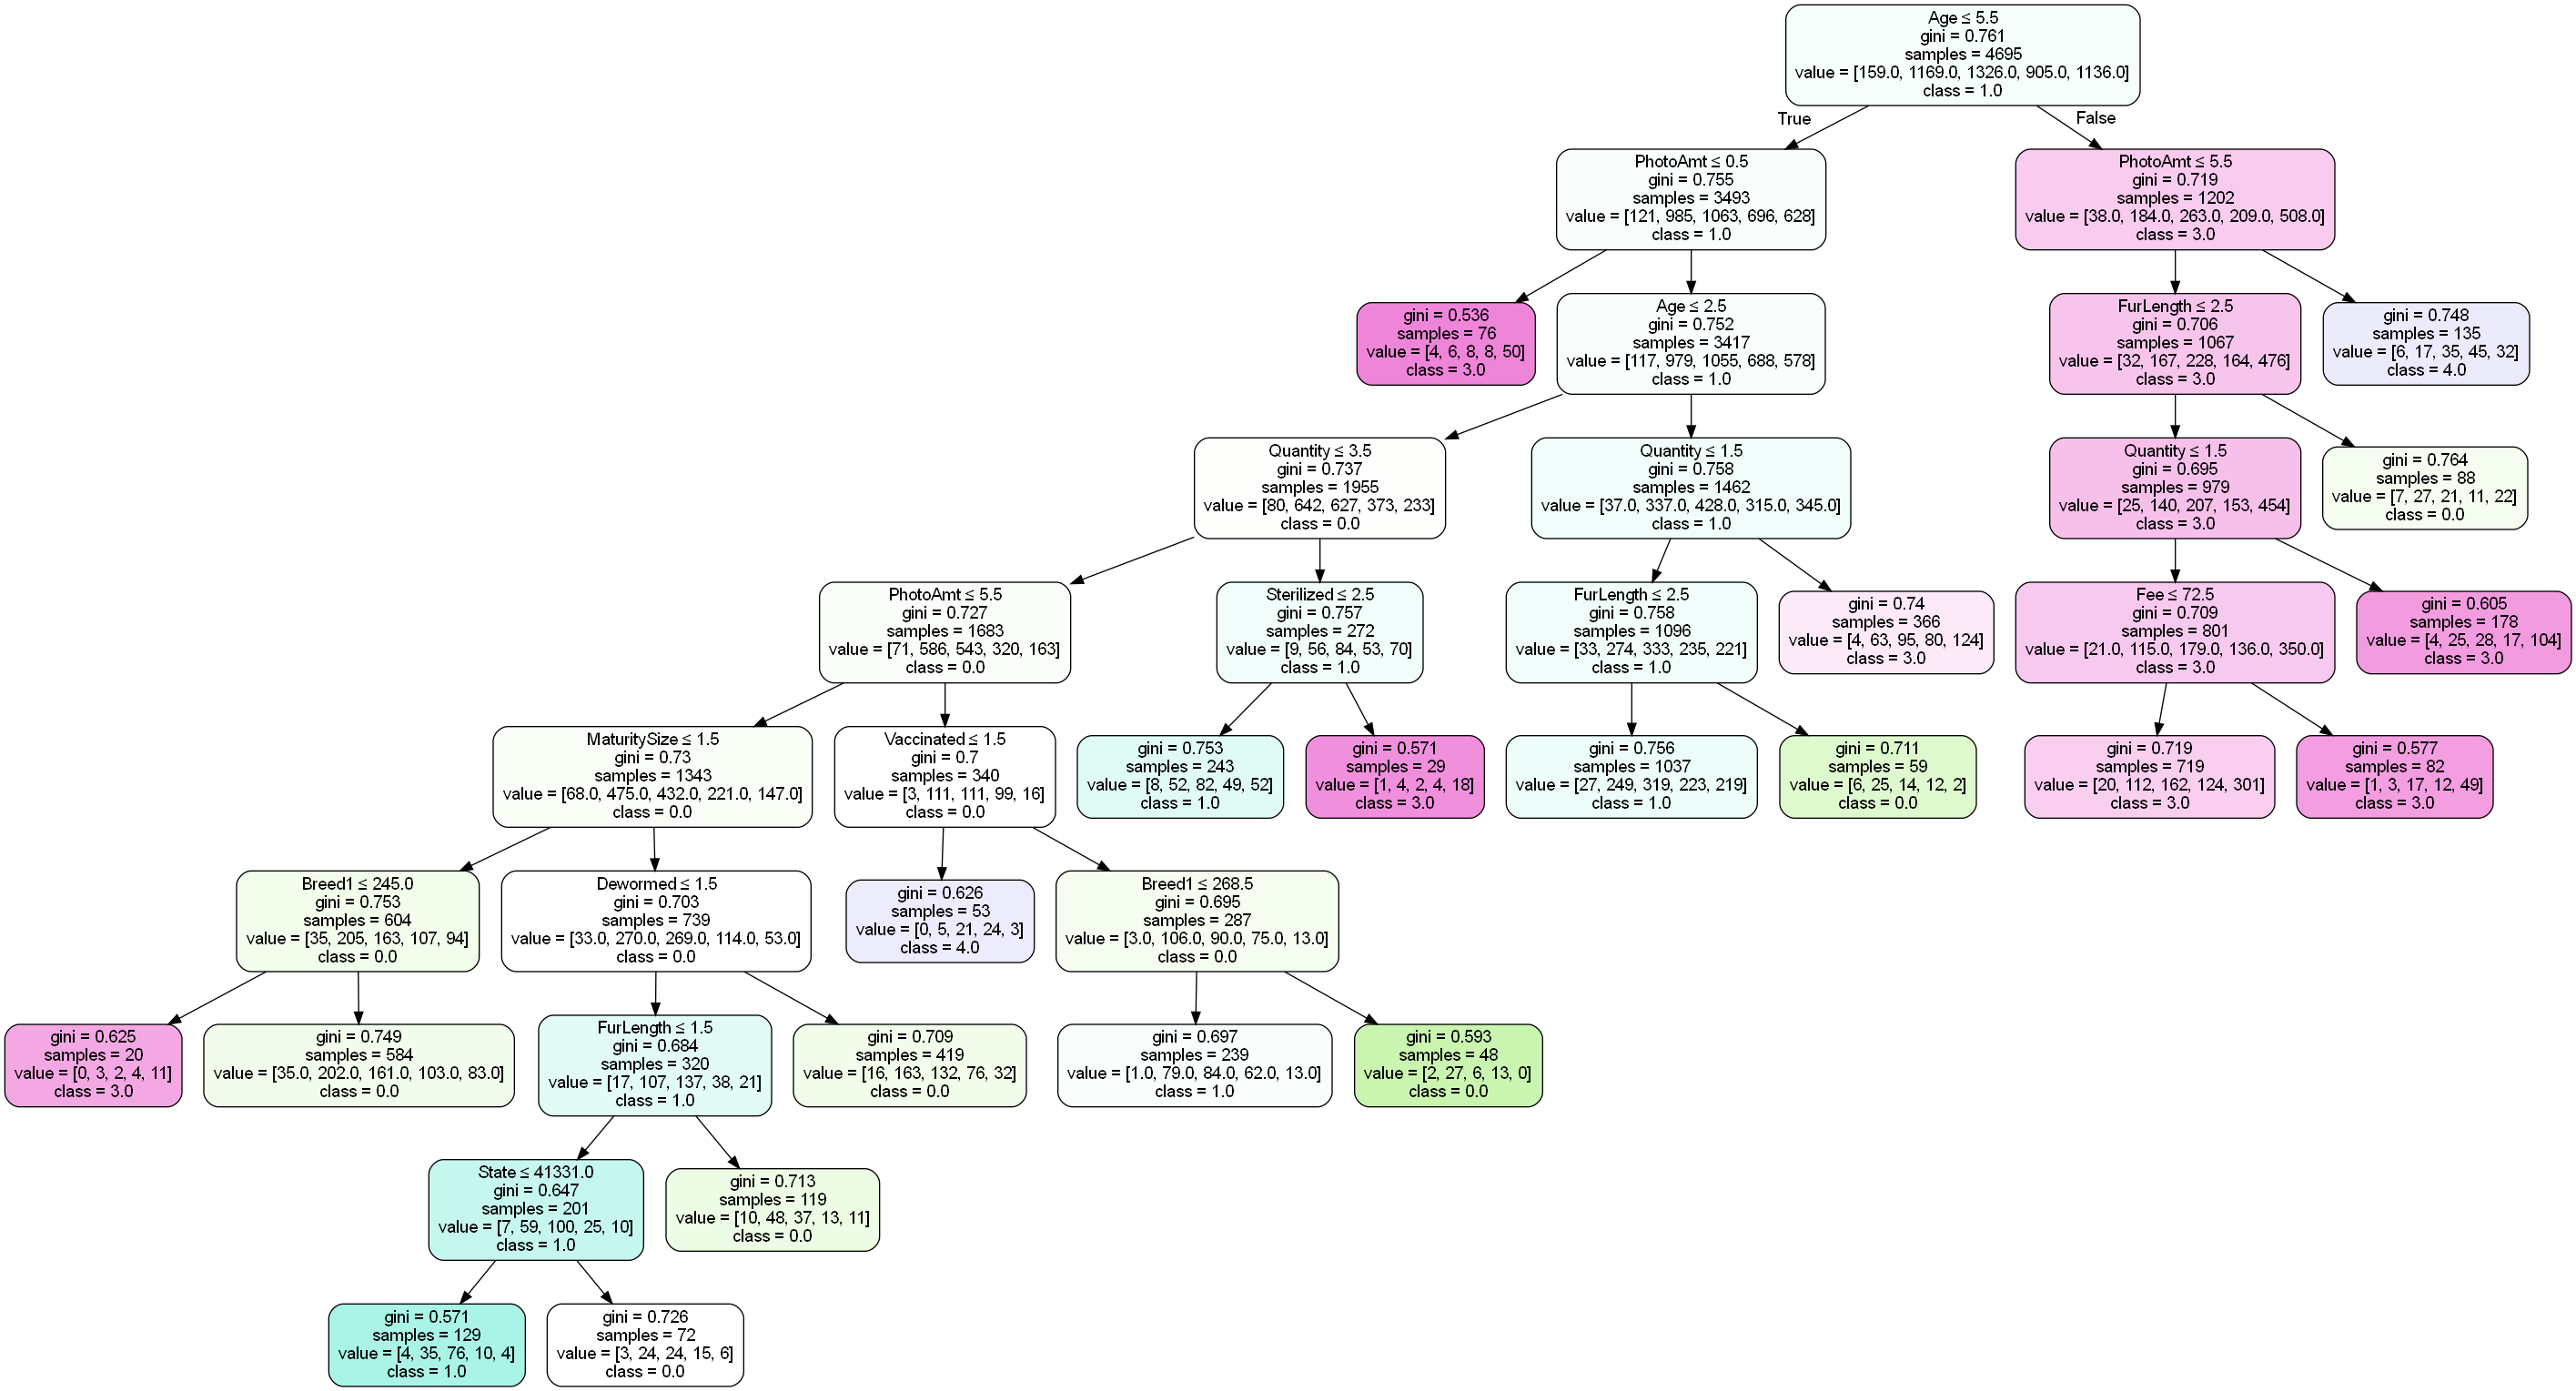 Age ≤ 5.5
gini = 0.761
samples = 4695
value = [159.0, 1169.0, 1326.0, 905.0, 1136.0]
class = 1.0
True
False
PhotoAmt ≤ 0.5
gini = 0.755
samples = 3493
value = [121, 985, 1063, 696, 628]
class = 1.0
PhotoAmt ≤ 5.5
gini = 0.719
samples = 1202
value = [38.0, 184.0, 263.0, 209.0, 508.0]
class = 3.0
gini = 0.536
samples = 76
value = [4, 6, 8, 8, 50]
class = 3.0
Age ≤ 2.5
gini = 0.752
samples = 3417
value = [117, 979, 1055, 688, 578]
class = 1.0
FurLength ≤ 2.5
gini = 0.706
samples = 1067
value = [32, 167, 228, 164, 476]
class = 3.0
gini = 0.748
samples = 135
value = [6, 17, 35, 45, 32]
class = 4.0
Quantity ≤ 3.5
gini = 0.737
samples = 1955
value = [80, 642, 627, 373, 233]
class = 0.0
Quantity ≤ 1.5
gini = 0.758
samples = 1462
value = [37.0, 337.0, 428.0, 315.0, 345.0]
class = 1.0
Quantity ≤ 1.5
gini = 0.695
samples = 979
value = [25, 140, 207, 153, 454]
class = 3.0
gini = 0.764
samples = 88
value = [7, 27, 21, 11, 22]
class = 0.0
PhotoAmt ≤ 5.5
gini = 0.727
samples = 1683
value = [71, 586, 543, 320, 163]
class = 0.0
Sterilized ≤ 2.5
gini = 0.757
samples = 272
value = [9, 56, 84, 53, 70]
class = 1.0
FurLength ≤ 2.5
gini = 0.758
samples = 1096
value = [33, 274, 333, 235, 221]
class = 1.0
gini = 0.74
samples = 366
value = [4, 63, 95, 80, 124]
class = 3.0
Fee ≤ 72.5
gini = 0.709
samples = 801
value = [21.0, 115.0, 179.0, 136.0, 350.0]
class = 3.0
gini = 0.605
samples = 178
value = [4, 25, 28, 17, 104]
class = 3.0
MaturitySize ≤ 1.5
gini = 0.73
samples = 1343
value = [68.0, 475.0, 432.0, 221.0, 147.0]
class = 0.0
Vaccinated ≤ 1.5
gini = 0.7
samples = 340
value = [3, 111, 111, 99, 16]
class = 0.0
gini = 0.753
samples = 243
value = [8, 52, 82, 49, 52]
class = 1.0
gini = 0.571
samples = 29
value = [1, 4, 2, 4, 18]
class = 3.0
gini = 0.756
samples = 1037
value = [27, 249, 319, 223, 219]
class = 1.0
gini = 0.711
samples = 59
value = [6, 25, 14, 12, 2]
class = 0.0
gini = 0.719
samples = 719
value = [20, 112, 162, 124, 301]
class = 3.0
gini = 0.577
samples = 82
value = [1, 3, 17, 12, 49]
class = 3.0
Breed1 ≤ 245.0
gini = 0.753
samples = 604
value = [35, 205, 163, 107, 94]
class = 0.0
Dewormed ≤ 1.5
gini = 0.703
samples = 739
value = [33.0, 270.0, 269.0, 114.0, 53.0]
class = 0.0
gini = 0.626
samples = 53
value = [0, 5, 21, 24, 3]
class = 4.0
Breed1 ≤ 268.5
gini = 0.695
samples = 287
value = [3.0, 106.0, 90.0, 75.0, 13.0]
class = 0.0
gini = 0.625
samples = 20
value = [0, 3, 2, 4, 11]
class = 3.0
gini = 0.749
samples = 584
value = [35.0, 202.0, 161.0, 103.0, 83.0]
class = 0.0
FurLength ≤ 1.5
gini = 0.684
samples = 320
value = [17, 107, 137, 38, 21]
class = 1.0
gini = 0.709
samples = 419
value = [16, 163, 132, 76, 32]
class = 0.0
gini = 0.697
samples = 239
value = [1.0, 79.0, 84.0, 62.0, 13.0]
class = 1.0
gini = 0.593
samples = 48
value = [2, 27, 6, 13, 0]
class = 0.0
State ≤ 41331.0
gini = 0.647
samples = 201
value = [7, 59, 100, 25, 10]
class = 1.0
gini = 0.713
samples = 119
value = [10, 48, 37, 13, 11]
class = 0.0
gini = 0.571
samples = 129
value = [4, 35, 76, 10, 4]
class = 1.0
gini = 0.726
samples = 72
value = [3, 24, 24, 15, 6]
class = 0.0